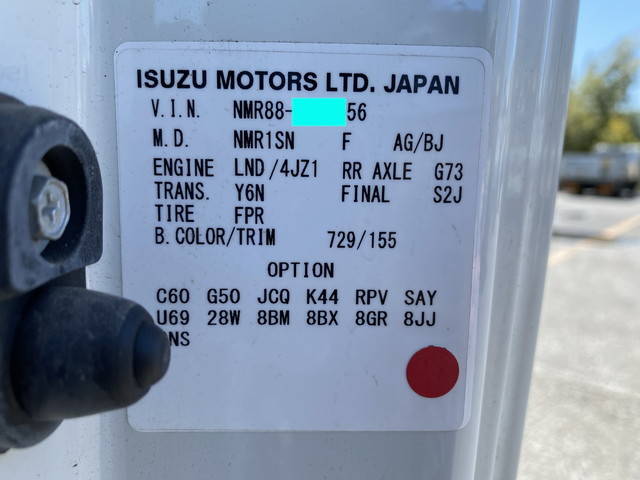 ISUZU MOTORS LTD. JAPAN
V.I.N. NMR88- 56
M.D. NMR1SN F AG/BJ
ENGINE LND/4JZ1 RR AXLE G73
TRANS. Y6N FINAL S2J
TIRE FPR
B.COLOR/TRIM 729/155
OPTION
C60 G50 JCQ K44 RPV SAY
U69 28W 8BM 8BX 8GR 8JJ